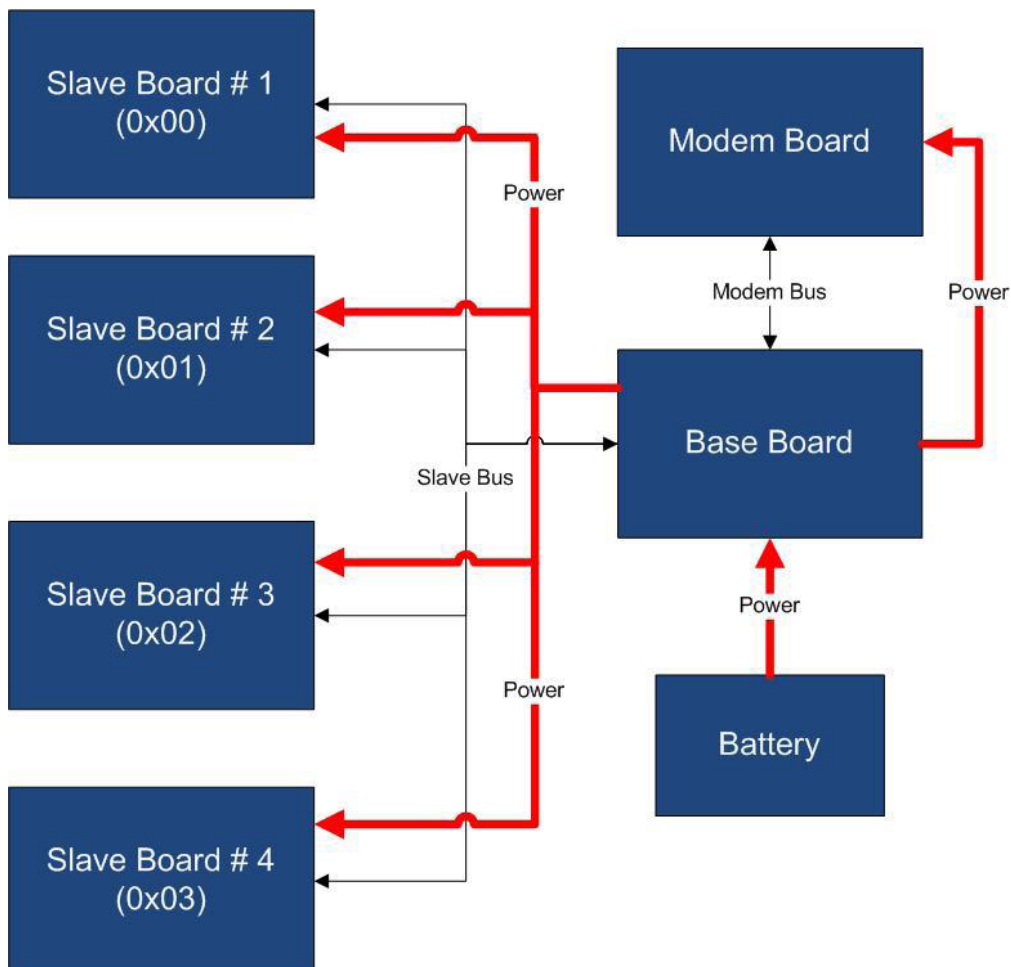 Slave Board # 1
(0x00)
Modem Board
Power
Slave Board # 2
(0x01)
Modem Bus
Power
Base Board
Slave Bus
Slave Board # 3
(0x02)
Power
Power
Battery
Slave Board # 4
(0x03)